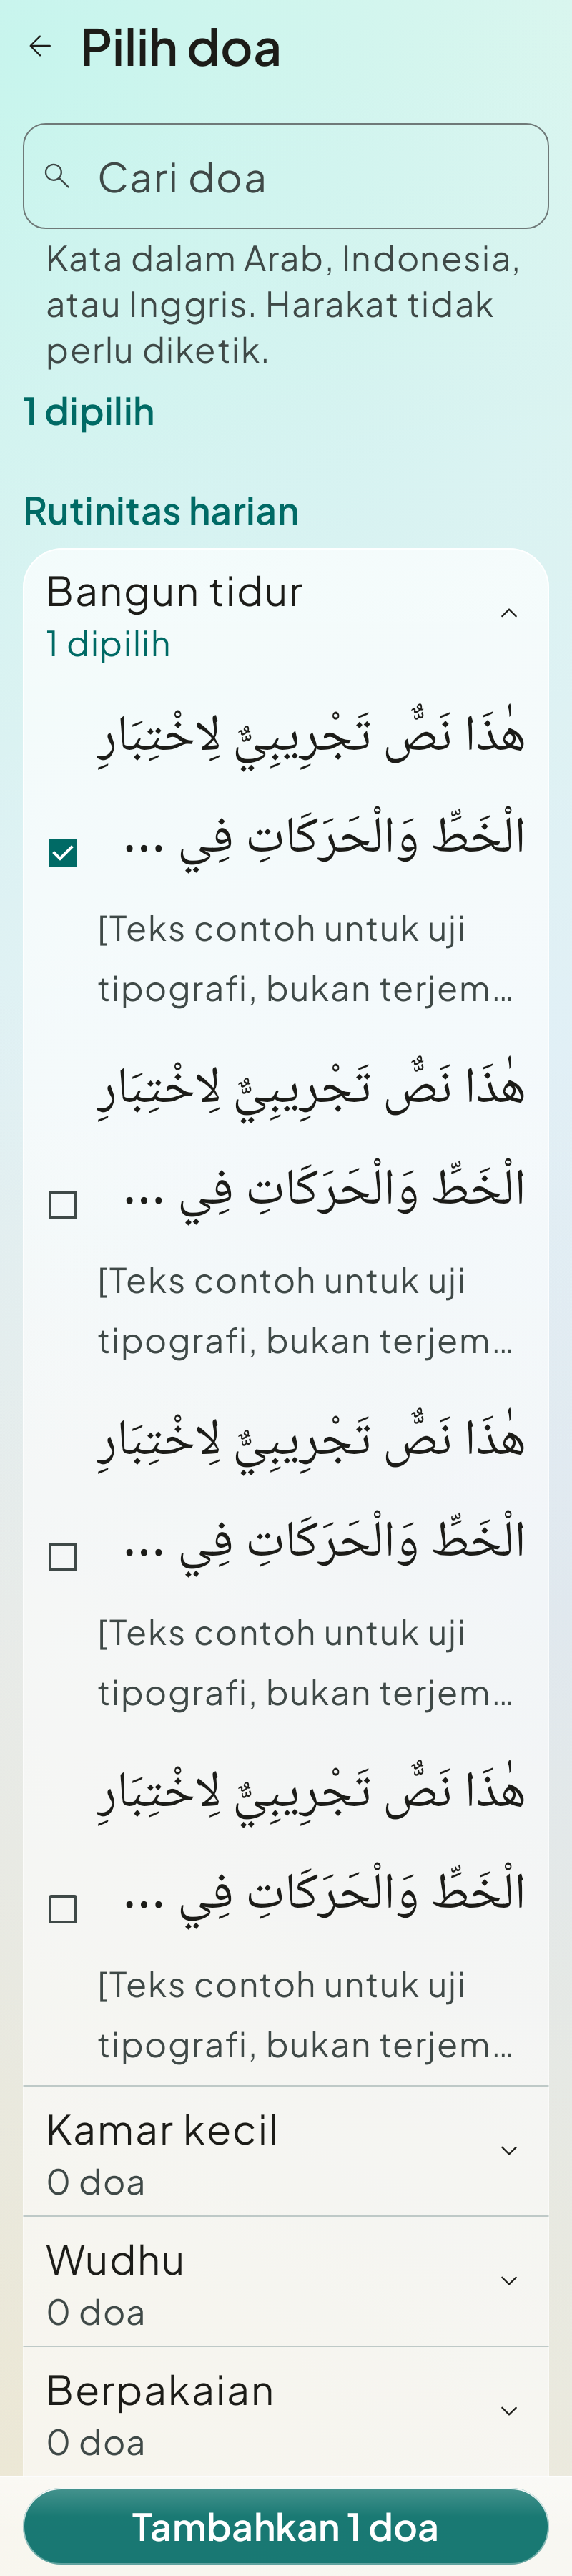 Pilih doa
Cari doa
Kata dalam Arab, Indonesia,
atau Inggris. Harakat tidak
perlu diketik.
1 dipilih
Rutinitas harian
Bangun tidur
1 dipilih
هٰذَا نَصٌّ تَجْرِيبِيٌّ لِاخْتِبَارِ
الْخَطِّ وَالْحَرَكَاتِ فِي ...
[Teks contoh untuk uji
tipografi, bukan terjem...
هٰذَا نَصٌّ تَجْرِيبِيٌّ لِاخْتِبَارِ
الْخَطِّ وَالْحَرَكَاتِ فِي ...
[Teks contoh untuk uji
tipografi, bukan terjem...
هٰذَا نَصٌّ تَجْرِيبِيٌّ لِاخْتِبَارِ
الْخَطِّ وَالْحَرَكَاتِ فِي ...
[Teks contoh untuk uji
tipografi, bukan terjem...
هٰذَا نَصٌّ تَجْرِيبِيٌّ لِاخْتِبَارِ
الْخَطِّ وَالْحَرَكَاتِ فِي ...
[Teks contoh untuk uji
tipografi, bukan terjem...
Kamar kecil
0 doa
Wudhu
0 doa
Berpakaian
0 doa
Tambahkan 1 doa